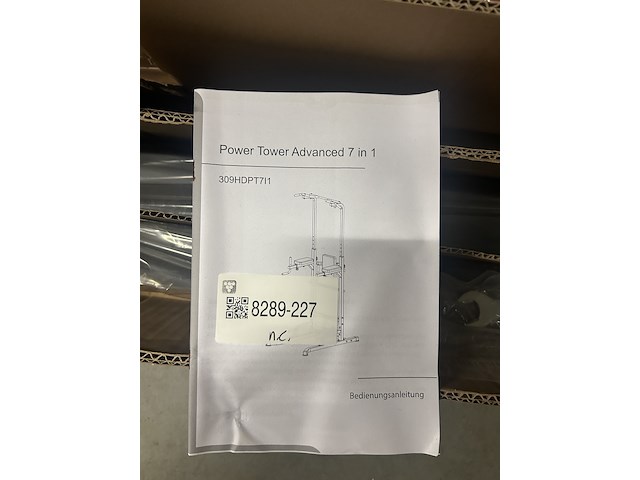 Power Tower Advanced 7 in 1
309HDPT7I1
8289-227
n.c.
Bedienungsanleitung